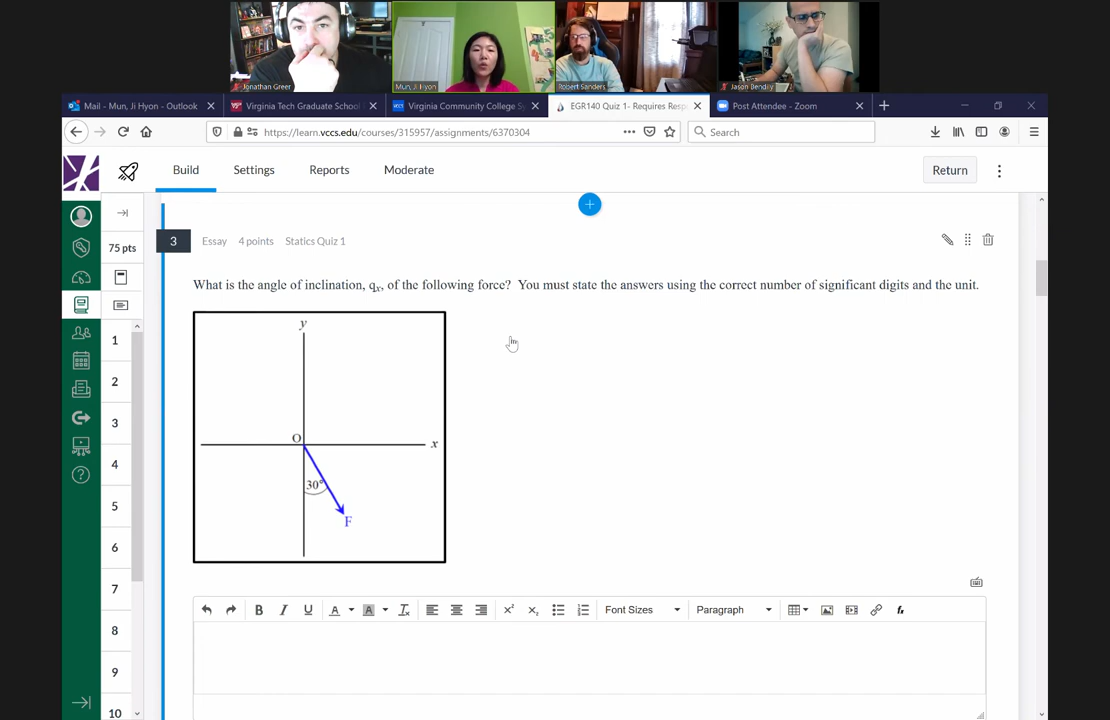 Jonathan Greer
Mun, Ji Hyon
Robert Sanders
Jason Dendily
Mail - Mun, Ji Hyon - Outlook
Virginia Tech Graduate School
Virginia Community College Sy
EGR140 Quiz 1- Requires Resp
Post Attendee - Zoom
https://learn.vccs.edu/courses/315957/assignments/6370304
Search
Build
Settings
Reports
Moderate
Return
75 pts
3
Essay
4 points
Statics Quiz 1
What is the angle of inclination, qx, of the following force? You must state the answers using the correct number of significant digits and the unit.
y
O
x
30°
F
1
2
3
4
5
6
7
8
9
10
B
I
U
A
A
Font Sizes
Paragraph